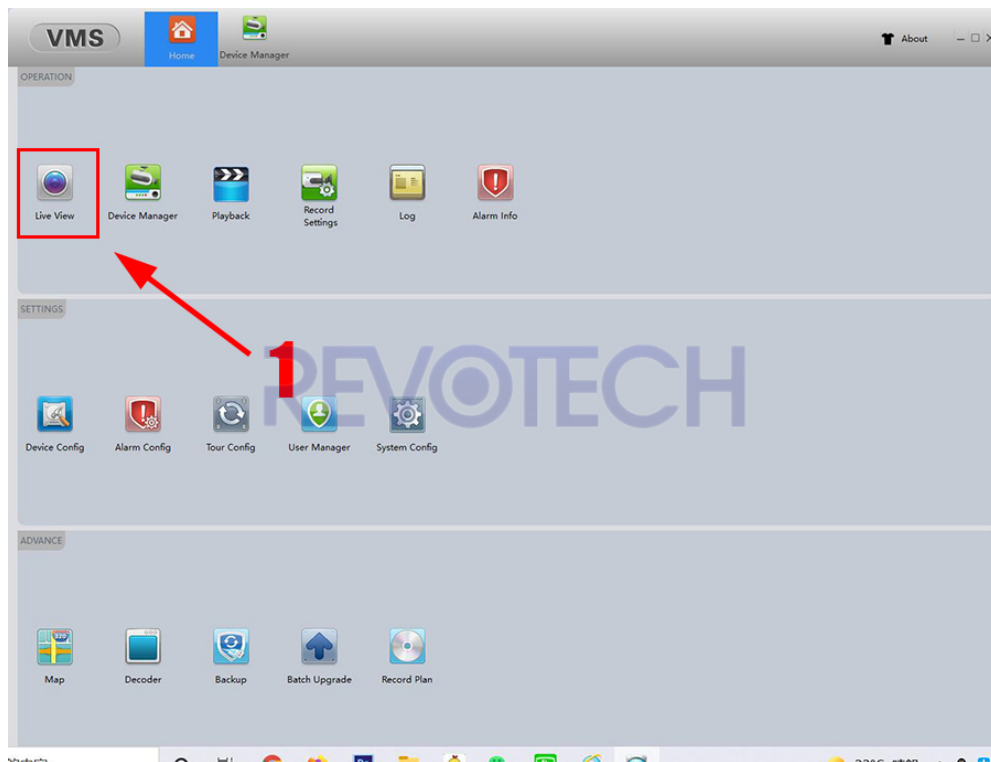 VMS
Home
Device Manager
About
OPERATION
Live View
Device Manager
Playback
Record
Settings
Log
Alarm Info
SETTINGS
1
REVOTECH
Device Config
Alarm Config
Tour Config
User Manager
System Config
ADVANCE
320
Map
Decoder
Backup
Batch Upgrade
Record Plan